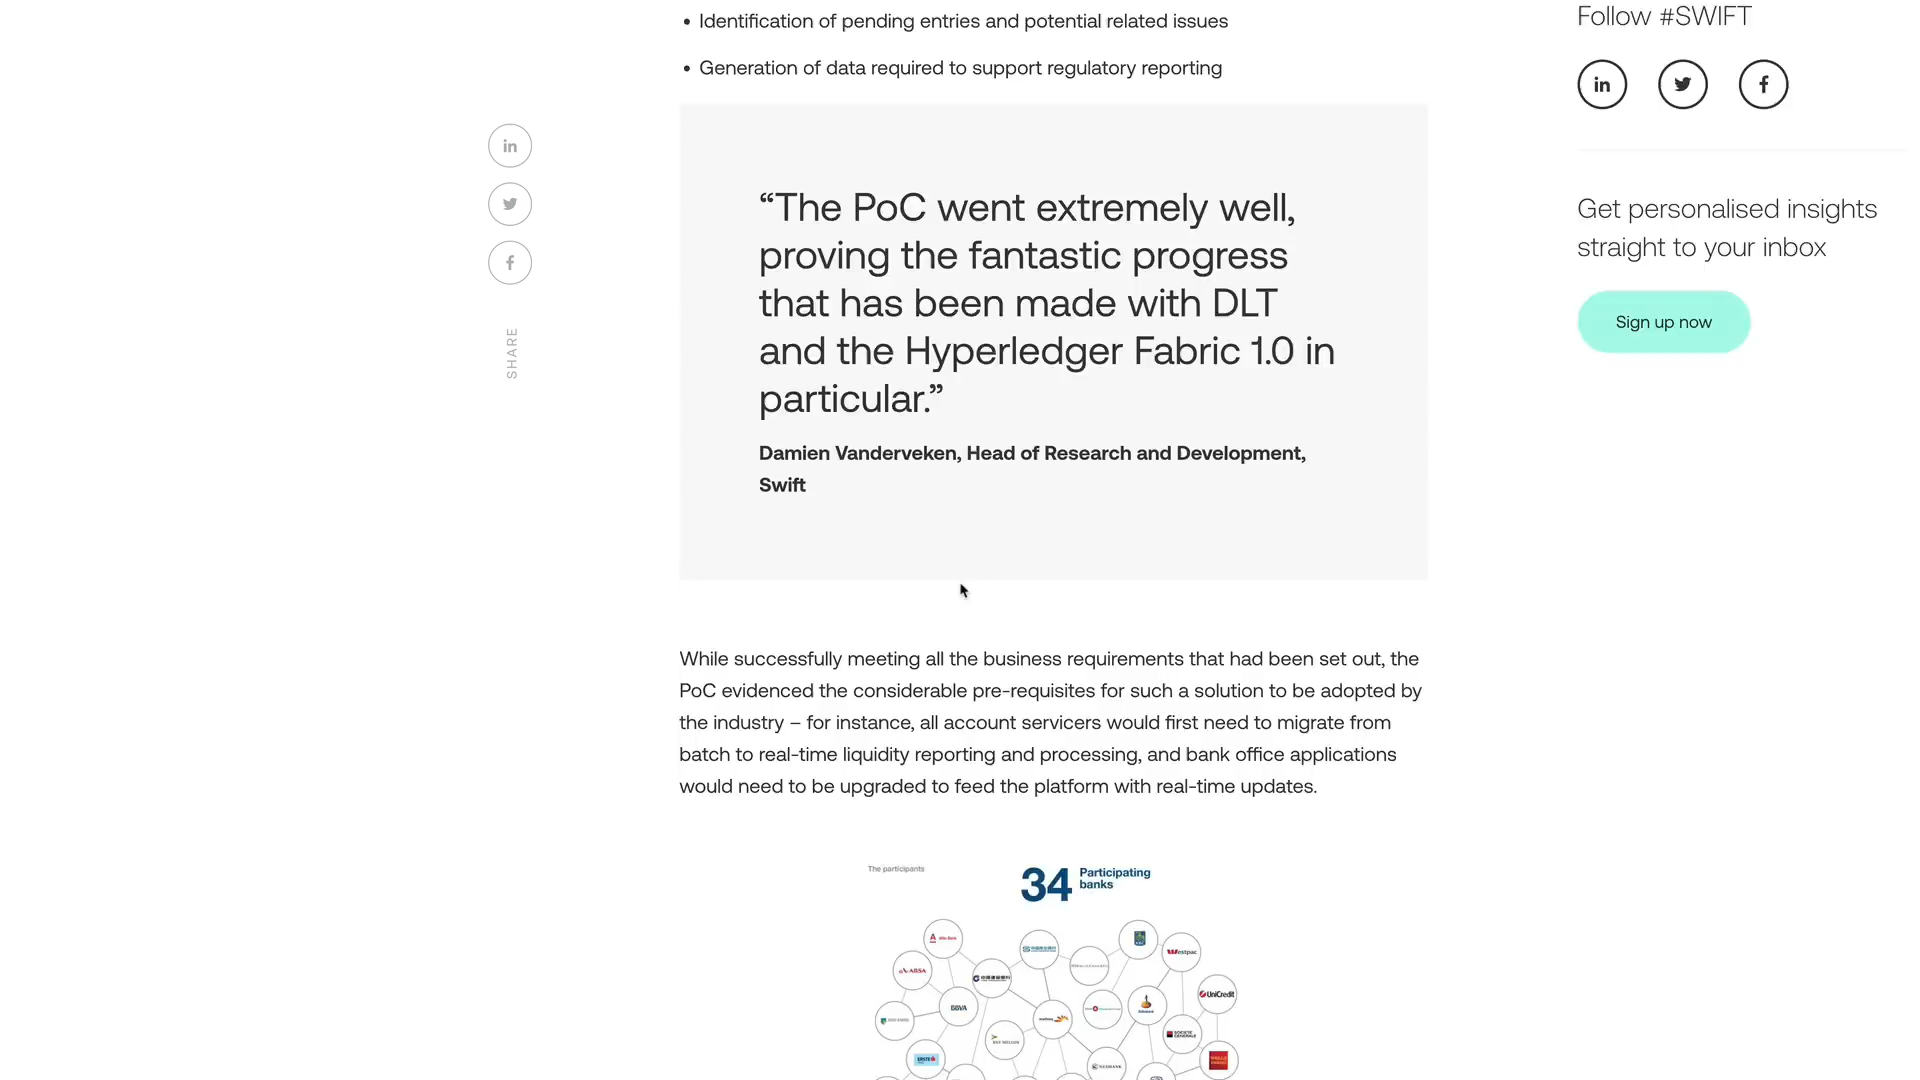 • Identification of pending entries and potential related issues
• Generation of data required to support regulatory reporting
“The PoC went extremely well,
proving the fantastic progress
that has been made with DLT
and the Hyperledger Fabric 1.0 in
particular.”
Damien Vanderveken, Head of Research and Development,
Swift
While successfully meeting all the business requirements that had been set out, the
PoC evidenced the considerable pre-requisites for such a solution to be adopted by
the industry – for instance, all account servicers would first need to migrate from
batch to real-time liquidity reporting and processing, and bank office applications
would need to be upgraded to feed the platform with real-time updates.
The participants
34 Participating
banks
Westpac
ABSA
UniCredit
BBVA
SOCIETE
GENERALE
BNY MELLON
ERSTE
NEDBANK
SHARE
Follow #SWIFT
Get personalised insights
straight to your inbox
Sign up now